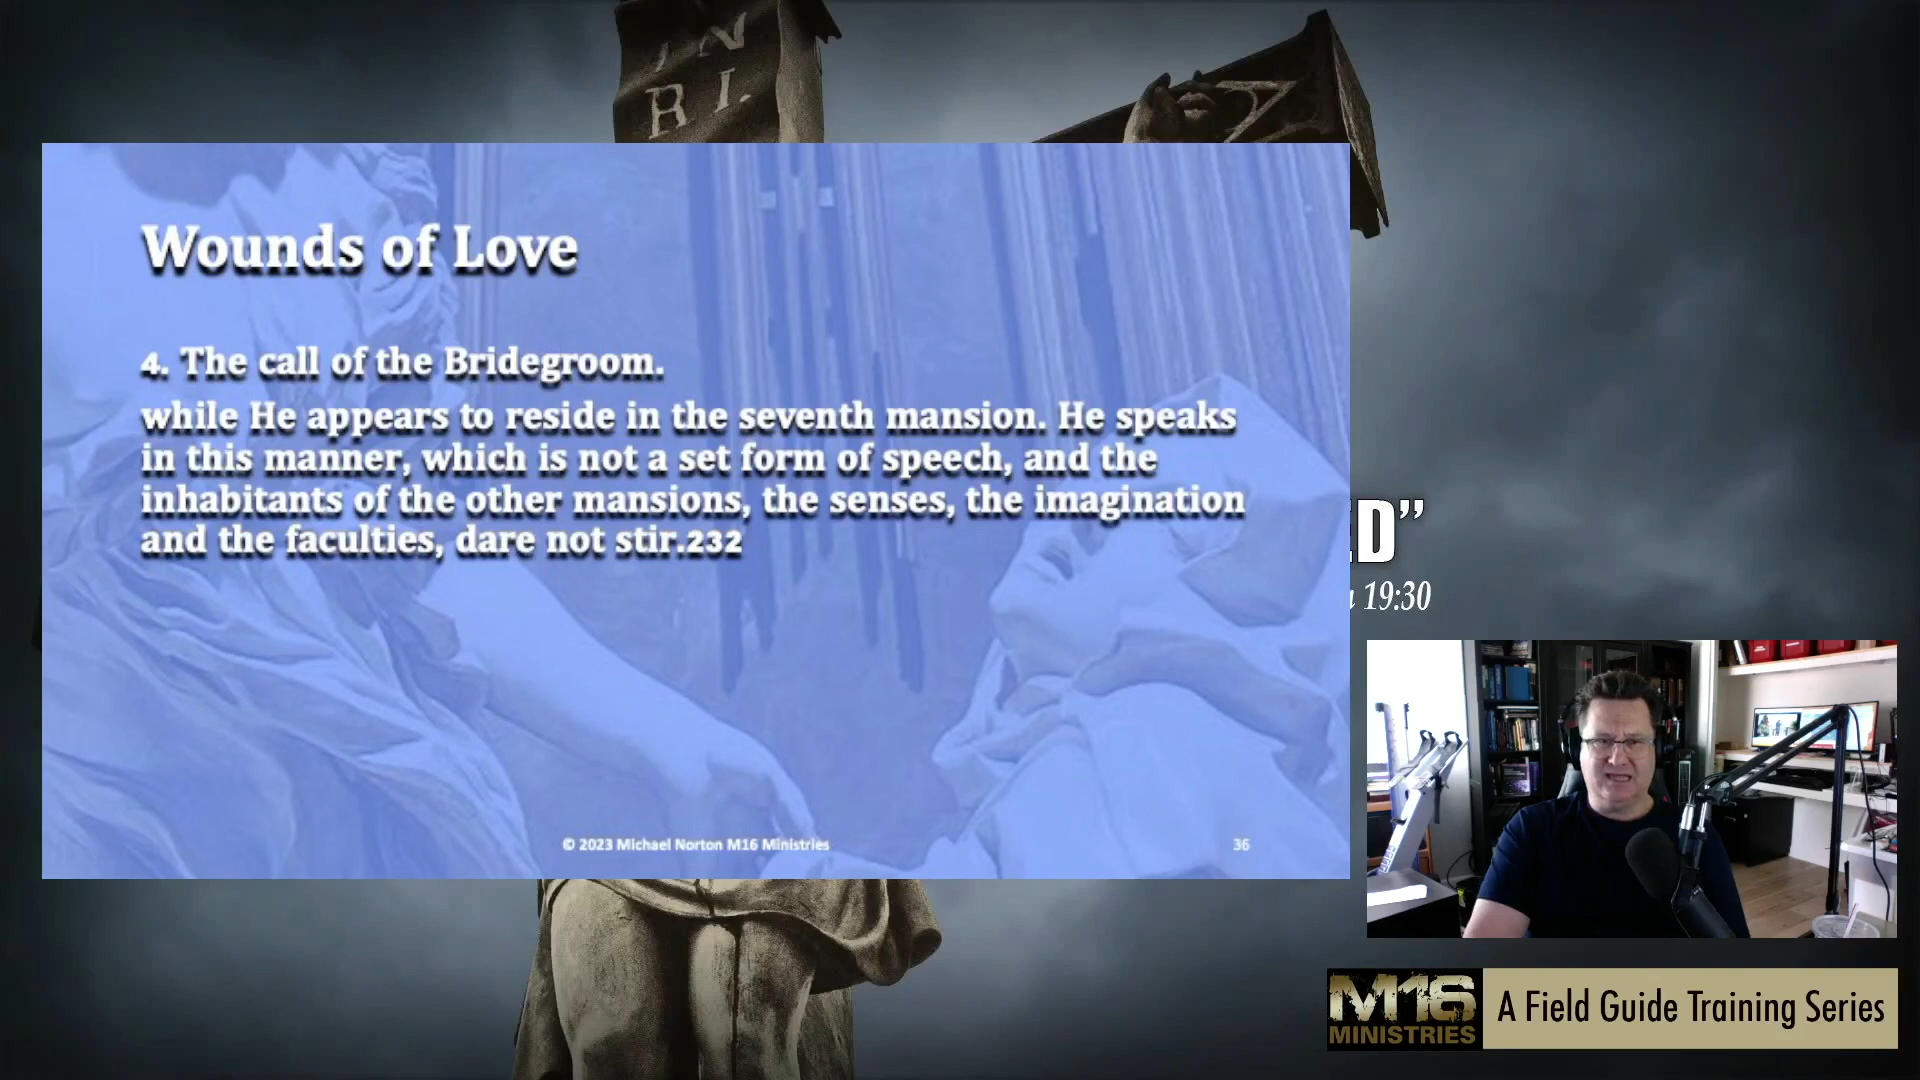 IN
RI.
Wounds of Love
4. The call of the Bridegroom.
while He appears to reside in the seventh mansion. He speaks
in this manner, which is not a set form of speech, and the
inhabitants of the other mansions, the senses, the imagination
and the faculties, dare not stir.232
© 2023 Michael Norton M16 Ministries
36
ED”
19:30
M16
MINISTRIES
A Field Guide Training Series